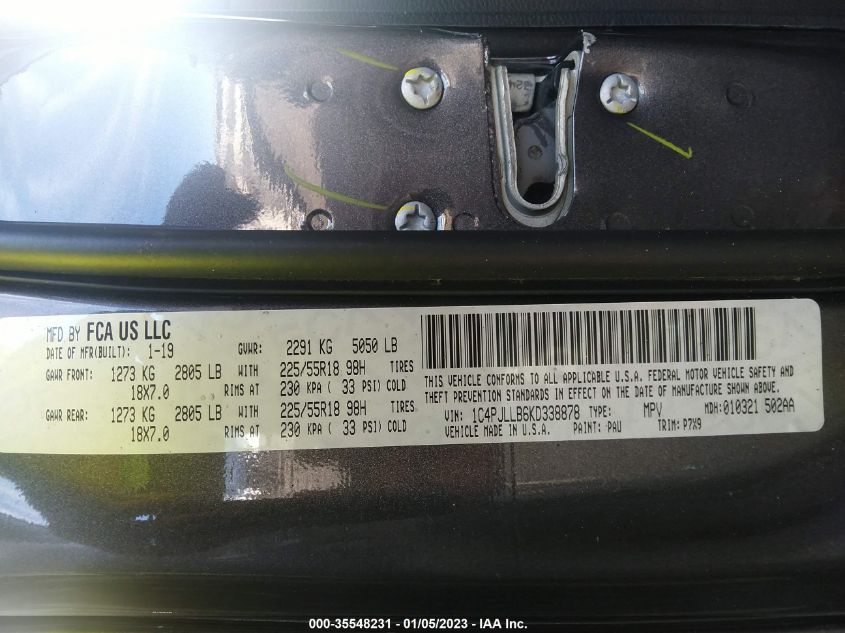 MFD BY FCA US LLC
DATE OF MFR(BUILT): 1-19 GVWR: 2291 KG 5050 LB
GAWR FRONT: 1273 KG 2805 LB WITH 225/55R18 98H TIRES
18X7.0 RIMS AT 230 KPA ( 33 PSI) COLD
GAWR REAR: 1273 KG 2805 LB WITH 225/55R18 98H TIRES
18X7.0 RIMS AT 230 KPA ( 33 PSI) COLD
THIS VEHICLE CONFORMS TO ALL APPLICABLE U.S.A. FEDERAL MOTOR VEHICLE SAFETY AND
THEFT PREVENTION STANDARDS IN EFFECT ON THE DATE OF MANUFACTURE SHOWN ABOVE.
VIN: 1C4PJLLB6KD338878 TYPE: MPV MDH: 010321 502AA
VEHICLE MADE IN U.S.A. PAINT: PAU TRIM: P7X9
000-35548231 - 01/05/2023 - IAA Inc.